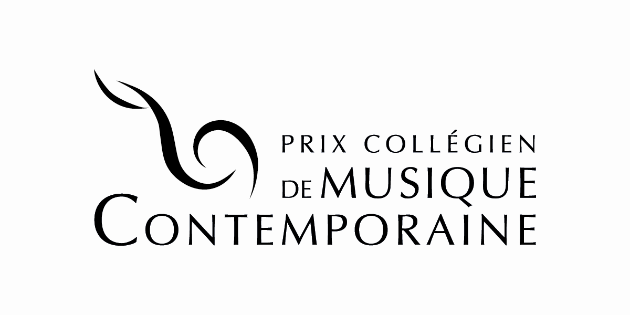 PRIX COLLÉGIEN
DE MUSIQUE
CONTEMPORAINE